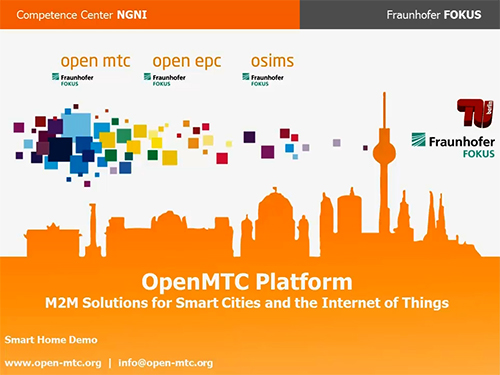 Competence Center NGNI
Fraunhofer FOKUS
open mtc
open epc
osims
Fraunhofer
FOKUS
Fraunhofer
FOKUS
Fraunhofer
FOKUS
Fraunhofer
FOKUS
OpenMTC Platform
M2M Solutions for Smart Cities and the Internet of Things
Smart Home Demo
www.open-mtc.org | info@open-mtc.org